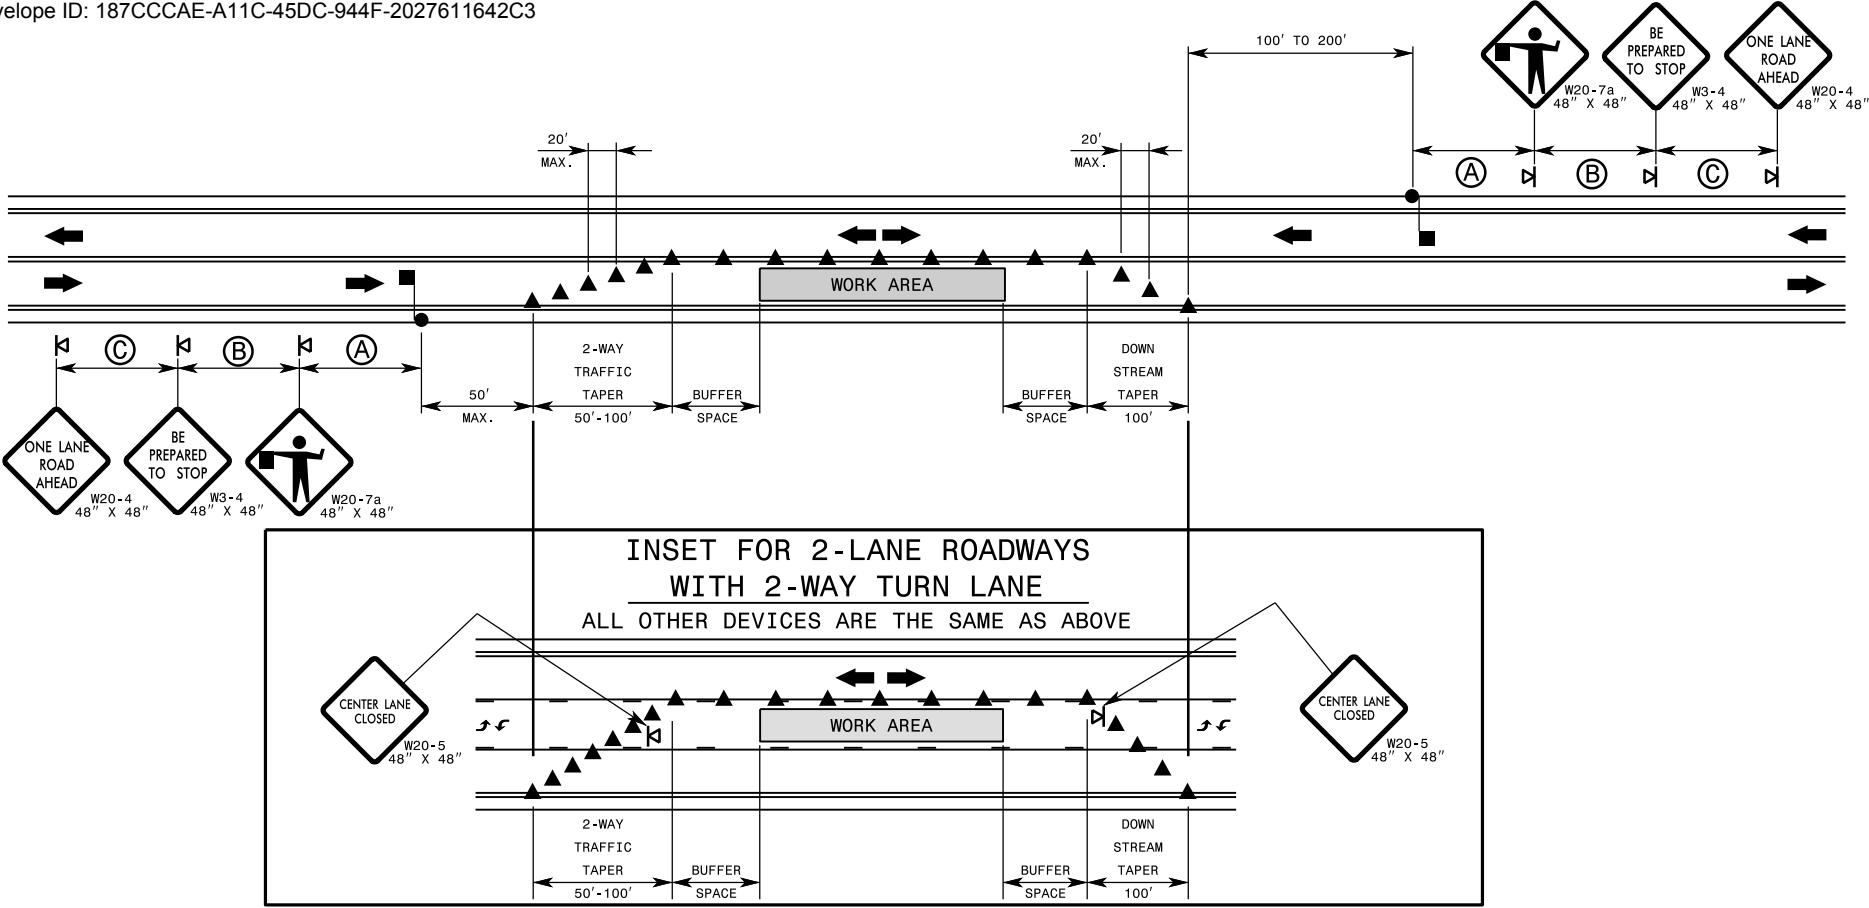 velope ID: 187CCCAE-A11C-45DC-944F-2027611642C3
100' TO 200'
BE
PREPARED
TO STOP
ONE LANE
ROAD
AHEAD
W20-7a
48" X 48"
W3-4
48" X 48"
W20-4
48" X 48"
20'
MAX.
20'
MAX.
A
B
C
WORK AREA
C
B
A
50'
MAX.
2-WAY
TRAFFIC
TAPER
50'-100'
BUFFER
SPACE
BUFFER
SPACE
DOWN
STREAM
TAPER
100'
ONE LANE
ROAD
AHEAD
W20-4
48" X 48"
BE
PREPARED
TO STOP
W3-4
48" X 48"
W20-7a
48" X 48"
INSET FOR 2-LANE ROADWAYS
WITH 2-WAY TURN LANE
ALL OTHER DEVICES ARE THE SAME AS ABOVE
CENTER LANE
CLOSED
W20-5
48" X 48"
WORK AREA
CENTER LANE
CLOSED
W20-5
48" X 48"
2-WAY
TRAFFIC
TAPER
50'-100'
BUFFER
SPACE
BUFFER
SPACE
DOWN
STREAM
TAPER
100'